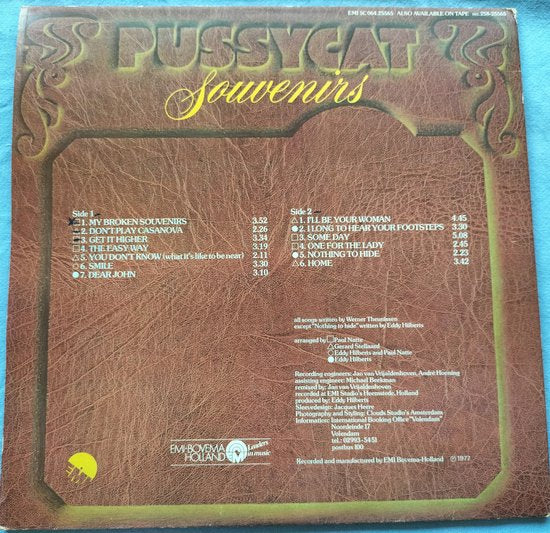 EMI 5C 064 25565 ALSO AVAILABLE ON TAPE no. 258-25565
PUSSYCAT
Souvenirs
Side 1
1. MY BROKEN SOUVENIRS 3.52
2. DON'T PLAY CASANOVA 2.26
3. GET IT HIGHER 3.34
4. THE EASY WAY 3.19
5. YOU DON'T KNOW (what it's like to be near) 2.11
6. SMILE 3.30
7. DEAR JOHN 3.10
Side 2
1. I'LL BE YOUR WOMAN 4.45
2. I LONG TO HEAR YOUR FOOTSTEPS 3.30
3. SOME DAY 5.08
4. ONE FOR THE LADY 2.45
5. NOTHING TO HIDE 2.23
6. HOME 3.42
all songs written by Werner Theunissen
except "Nothing to hide" written by Eddy Hilberts
arranged by Paul Natte
Gerard Stellaard
Eddy Hilberts and Paul Natte
Eddy Hilberts
Recording engineers: Jan van Vrijaldenhoven, André Hooning
assisting engineer: Michael Boekman
remixed by: Jan van Vrijaldenhoven
recorded at EMI Studio's Heemstede, Holland
produced by: Eddy Hilberts
Sleevedesign: Jacques Herre
Photography and Styling: Clouds Studio's Amsterdam
Information: International Booking Office "Volendam"
Noordeinde 17
Volendam
tel.: 02993-5451
postbus 100
EMI-BOVEMA
HOLLAND
Leaders
in music
EMI
Recorded and manufactured by EMI Bovema-Holland ℗ 1977